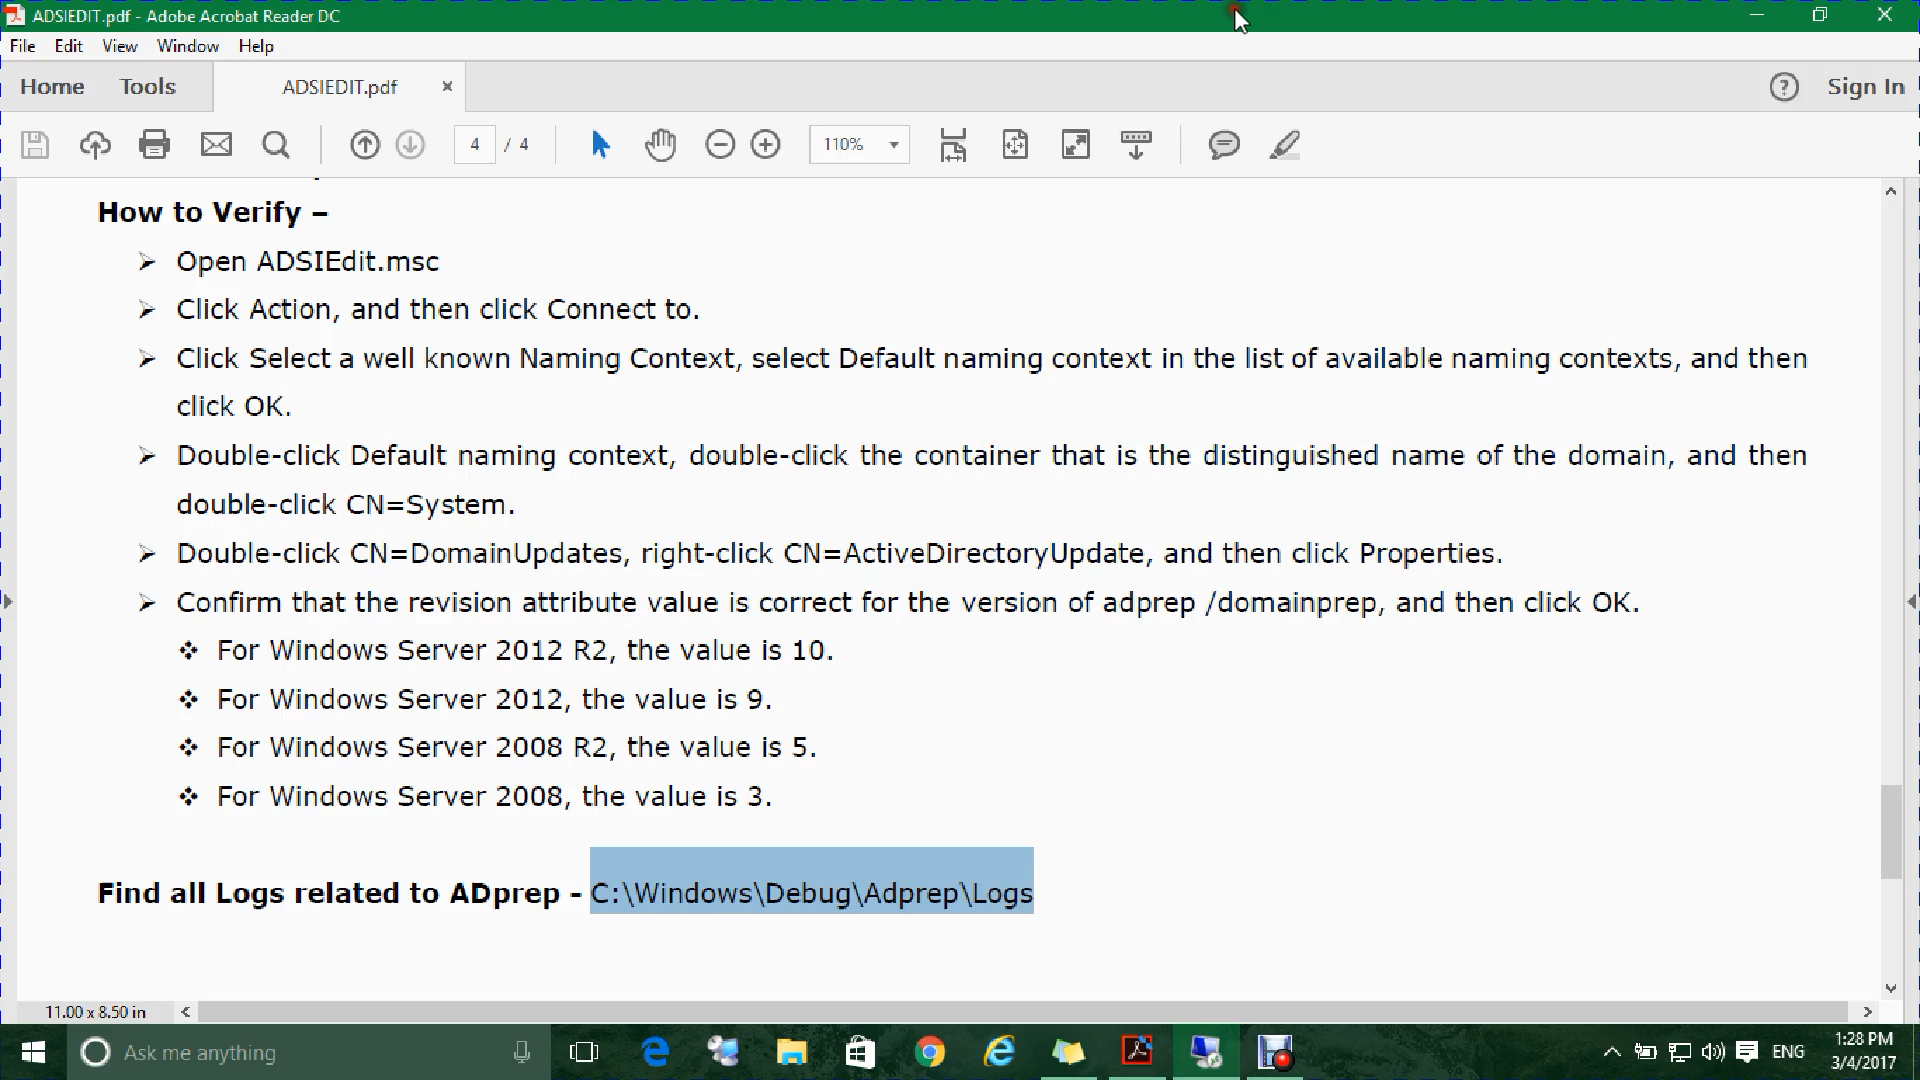 ADSIEDIT.pdf - Adobe Acrobat Reader DC
File Edit View Window Help
Home Tools ADSIEDIT.pdf × ? Sign In
4 / 4 110%
How to Verify –
➢ Open ADSIEdit.msc
➢ Click Action, and then click Connect to.
➢ Click Select a well known Naming Context, select Default naming context in the list of available naming contexts, and then
click OK.
➢ Double-click Default naming context, double-click the container that is the distinguished name of the domain, and then
double-click CN=System.
➢ Double-click CN=DomainUpdates, right-click CN=ActiveDirectoryUpdate, and then click Properties.
➢ Confirm that the revision attribute value is correct for the version of adprep /domainprep, and then click OK.
❖ For Windows Server 2012 R2, the value is 10.
❖ For Windows Server 2012, the value is 9.
❖ For Windows Server 2008 R2, the value is 5.
❖ For Windows Server 2008, the value is 3.
Find all Logs related to ADprep - C:\Windows\Debug\Adprep\Logs
11.00 x 8.50 in
Ask me anything
ENG
1:28 PM
3/4/2017